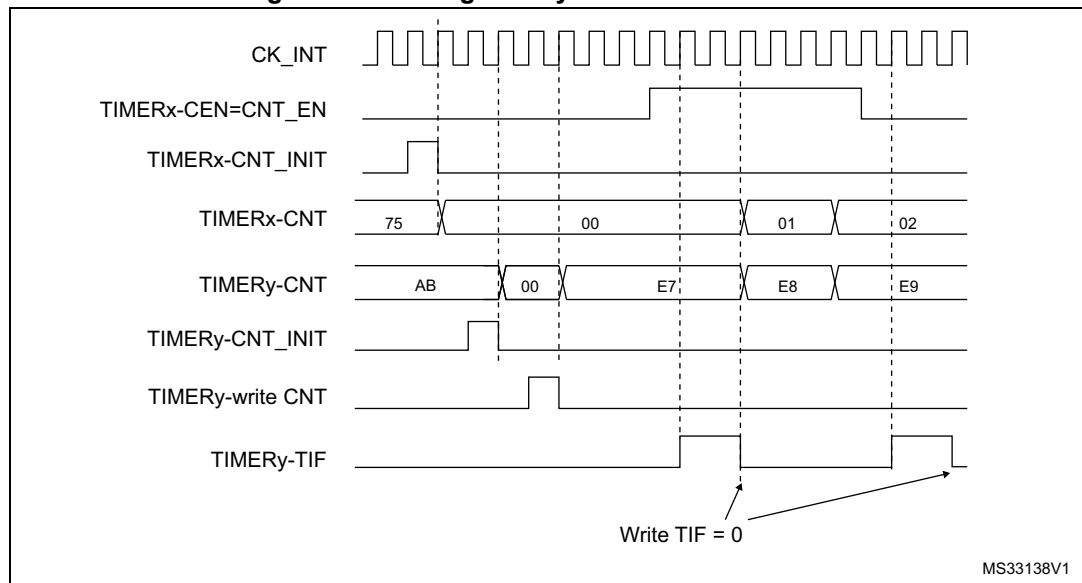 CK_INT
TIMERx-CEN=CNT_EN
TIMERx-CNT_INIT
TIMERx-CNT
75 00 01 02
TIMERy-CNT
AB 00 E7 E8 E9
TIMERy-CNT_INIT
TIMERy-write CNT
TIMERy-TIF
Write TIF = 0
MS33138V1